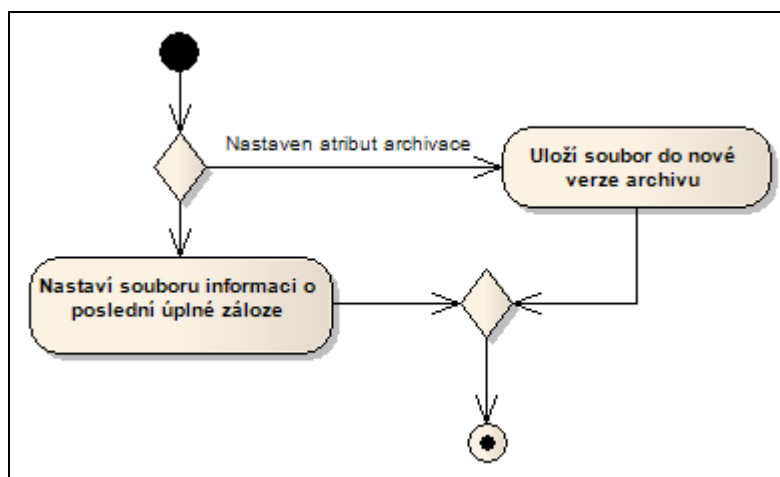 Nastaven atribut archivace
Uloží soubor do nové
verze archivu
Nastaví souboru informaci o
poslední úplné záloze